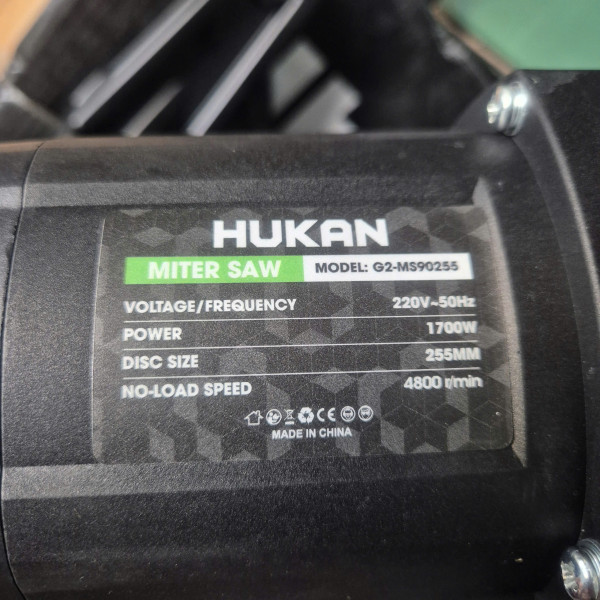 HUKAN
MITER SAW MODEL: G2-MS90255
VOLTAGE/FREQUENCY 220V~50Hz
POWER 1700W
DISC SIZE 255MM
NO-LOAD SPEED 4800 r/min
CE
MADE IN CHINA